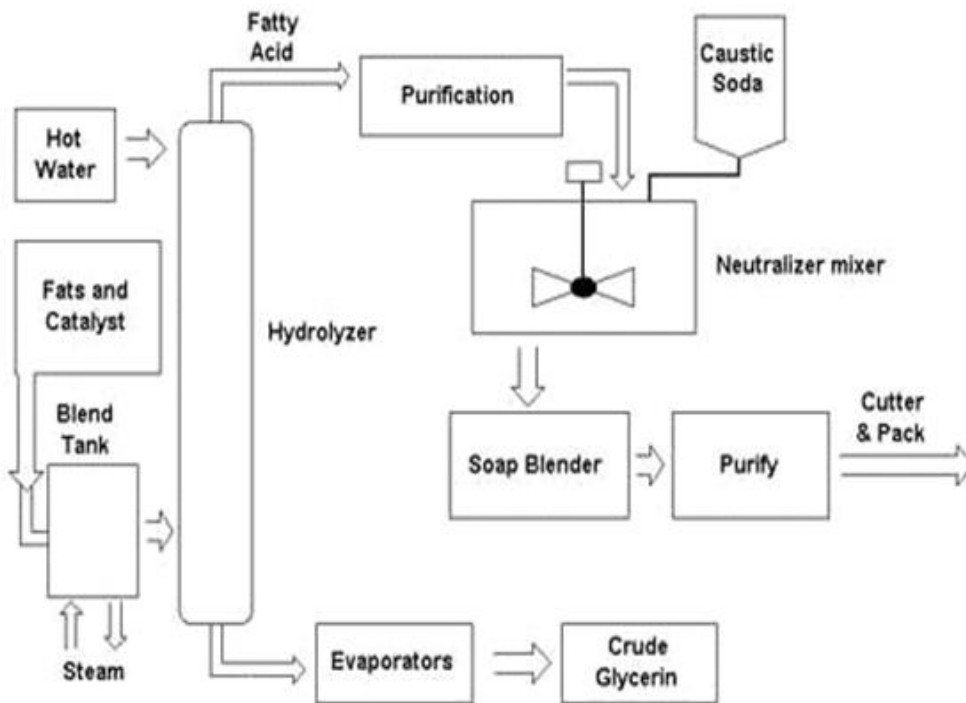 Fatty
Acid
Caustic
Soda
Purification
Hot
Water
Neutralizer mixer
Fats and
Catalyst
Hydrolyzer
Blend
Tank
Cutter
& Pack
Soap Blender
Purify
Steam
Evaporators
Crude
Glycerin